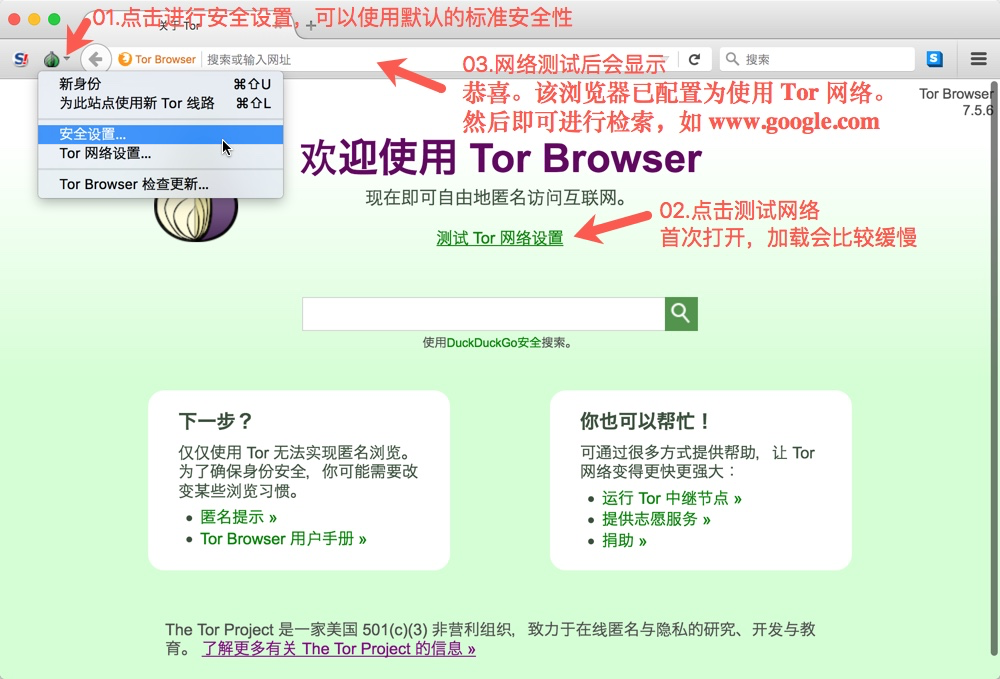 01.点击进行安全设置，可以使用默认的标准安全性
关于Tor
S!
Tor Browser
搜索或输入网址
搜索
S
03.网络测试后会显示
恭喜。该浏览器已配置为使用 Tor 网络。
然后即可进行检索，如 www.google.com
Tor Browser
7.5.6
新身份 ⌘⇧U
为此站点使用新 Tor 线路 ⌘⇧L
安全设置...
Tor 网络设置...
Tor Browser 检查更新...
欢迎使用 Tor Browser
现在即可自由地匿名访问互联网。
02.点击测试网络
首次打开，加载会比较缓慢
测试 Tor 网络设置
使用DuckDuckGo安全搜索。
下一步？
仅仅使用 Tor 无法实现匿名浏览。
为了确保身份安全，你可能需要改
变某些浏览习惯。
• 匿名提示 »
• Tor Browser 用户手册 »
你也可以帮忙！
可通过很多方式提供帮助，让 Tor
网络变得更快更强大：
• 运行 Tor 中继节点 »
• 提供志愿服务 »
• 捐助 »
The Tor Project 是一家美国 501(c)(3) 非营利组织，致力于在线匿名与隐私的研究、开发与教
育。 了解更多有关 The Tor Project 的信息 »